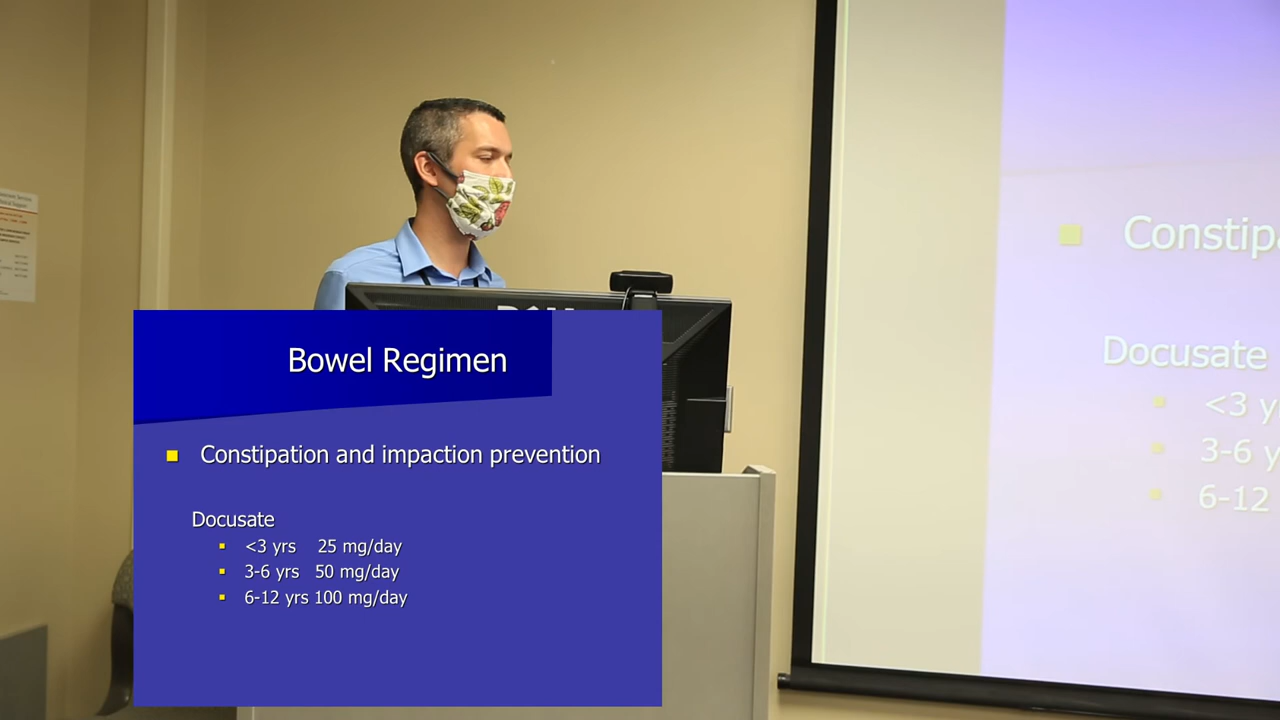 Bowel Regimen
Constipation and impaction prevention
Docusate
<3 yrs 25 mg/day
3-6 yrs 50 mg/day
6-12 yrs 100 mg/day
Docusate
<3
3-6
6-12